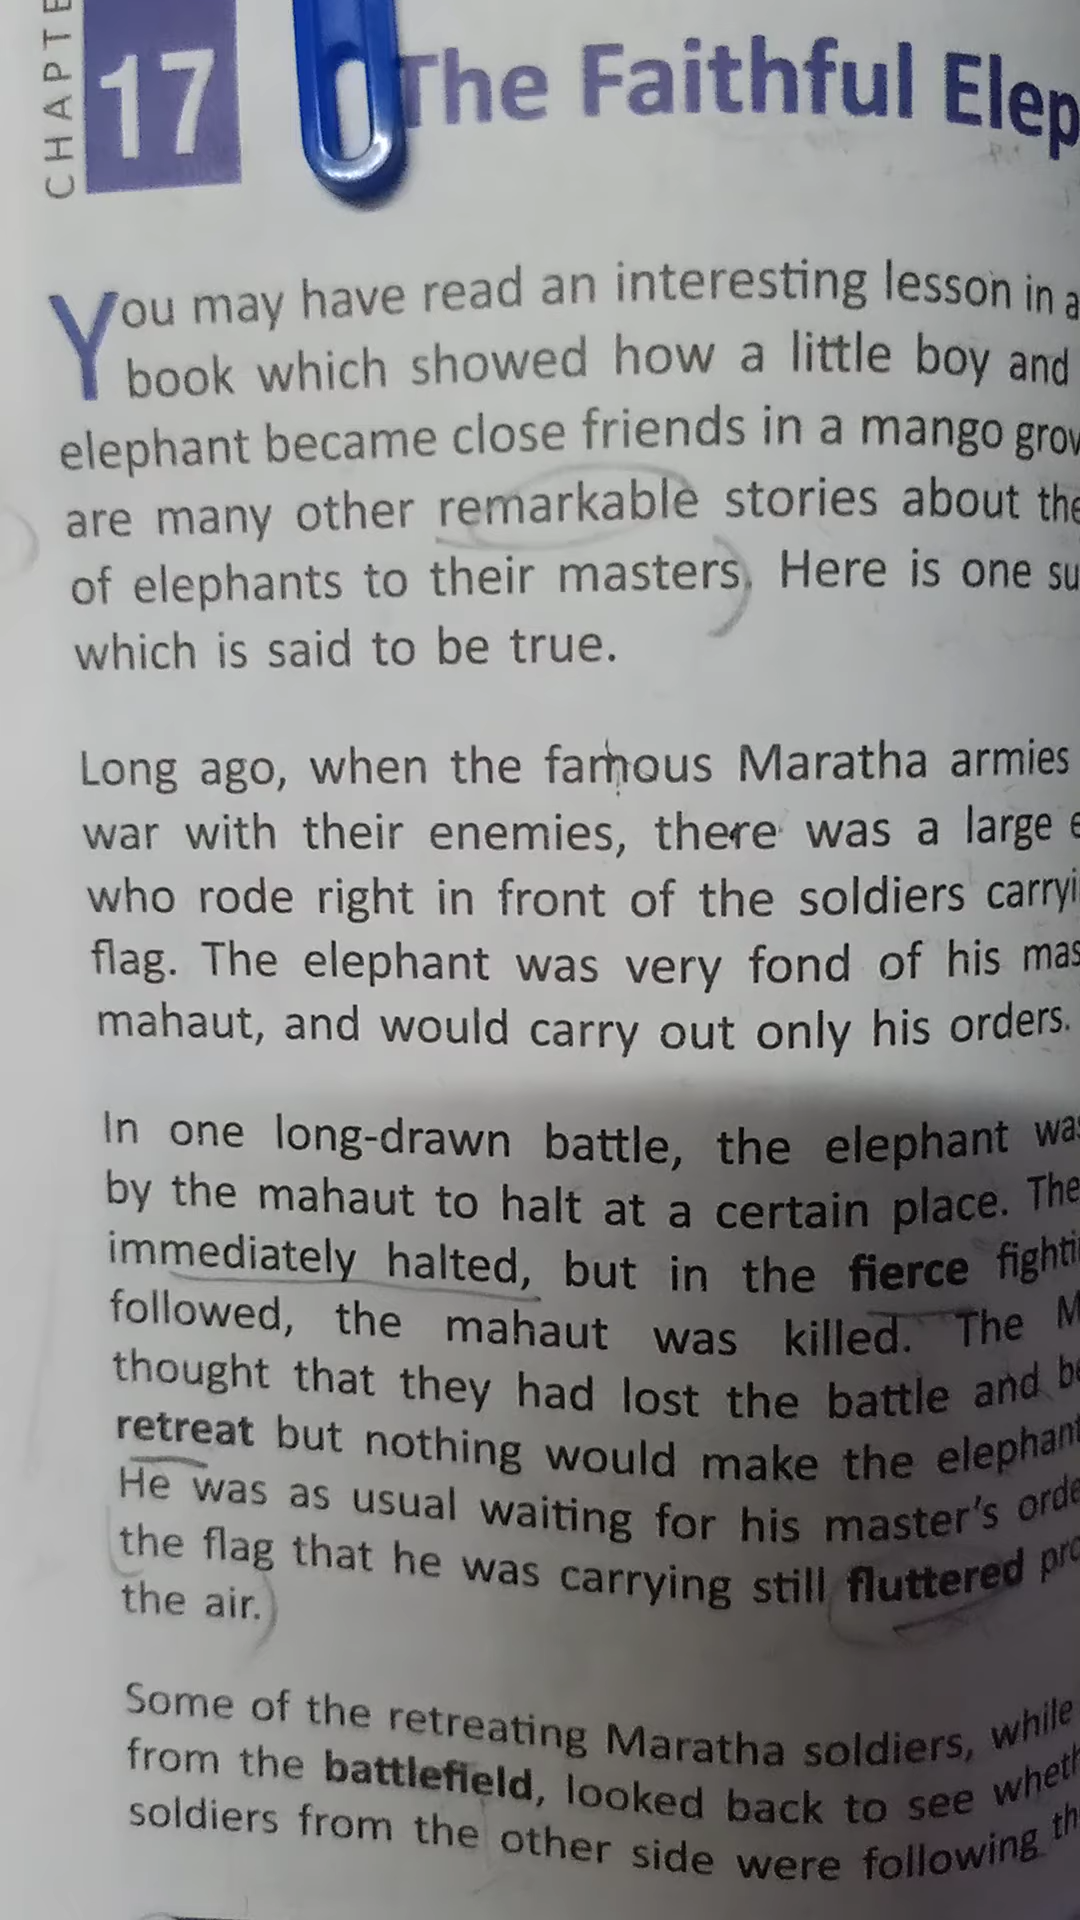 CHAPTE
17
The Faithful Elep
You may have read an interesting lesson in a
book which showed how a little boy and
elephant became close friends in a mango grov
are many other remarkable stories about the
of elephants to their masters. Here is one su
which is said to be true.
Long ago, when the famous Maratha armies
war with their enemies, there was a large e
who rode right in front of the soldiers carryi
flag. The elephant was very fond of his mas
mahaut, and would carry out only his orders.
In one long-drawn battle, the elephant was
by the mahaut to halt at a certain place. The
immediately halted, but in the fierce fighti
followed, the mahaut was killed. The M
thought that they had lost the battle and be
retreat but nothing would make the elephant
He was as usual waiting for his master's orde
the flag that he was carrying still fluttered pro
the air.
Some of the retreating Maratha soldiers, while
from the battlefield, looked back to see wheth
soldiers from the other side were following th